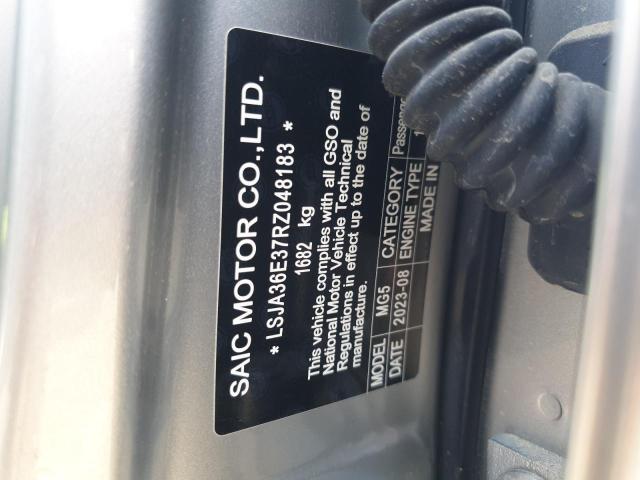 SAIC MOTOR CO.,LTD.
* LSJA36E37RZ048183 *
1682 kg
This vehicle complies with all GSO and
National Motor Vehicle Technical
Regulations in effect up to the date of
manufacture.
MODEL MG5 CATEGORY
DATE 2023-08 ENGINE TYPE
MADE IN